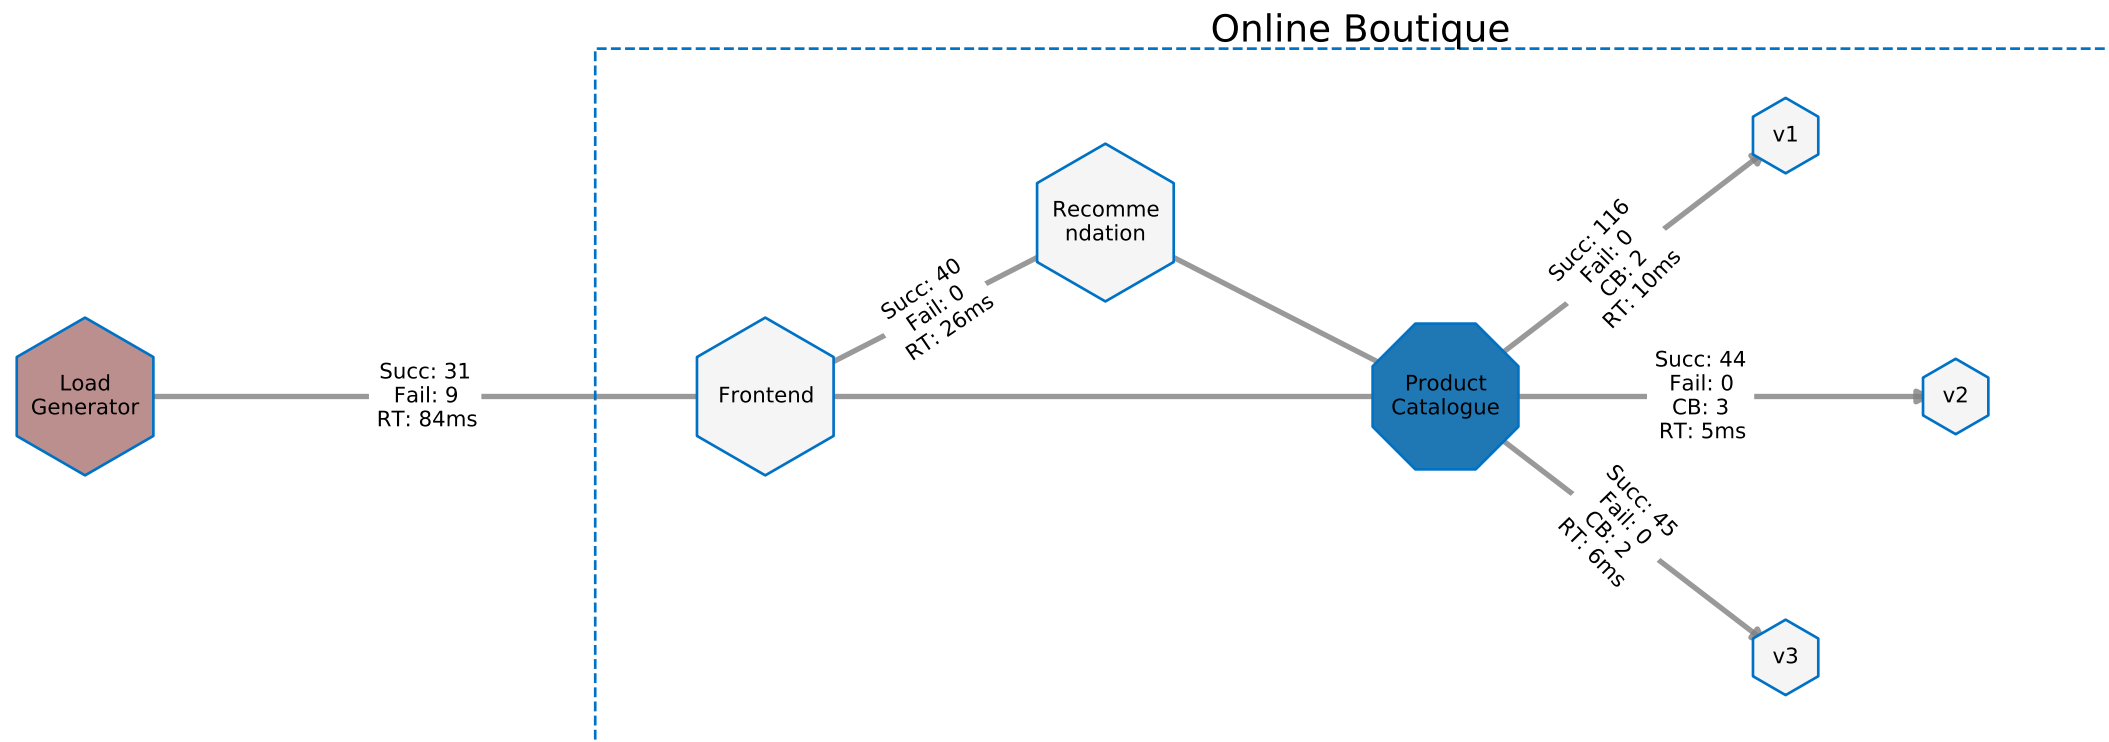 Online Boutique
Load
Generator
Succ: 31
Fail: 9
RT: 84ms
Frontend
Succ: 40
Fail: 0
RT: 26ms
Recomme
ndation
Product
Catalogue
Succ: 116
Fail: 0
CB: 2
RT: 10ms
v1
Succ: 44
Fail: 0
CB: 3
RT: 5ms
v2
Succ: 45
Fail: 0
CB: 2
RT: 6ms
v3